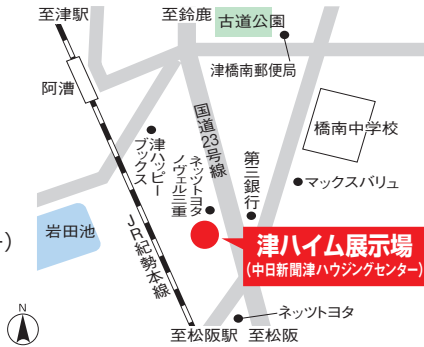 至津駅
至鈴鹿
古道公園
津橋南郵便局
阿漕
国道23号線
橋南中学校
津ハッピー
ブックス
ネッツトヨタ
ノヴェル三重
第三銀行
マックスバリュ
岩田池
JR紀勢本線
津ハイム展示場
(中日新聞津ハウジングセンター)
)
ネッツトヨタ
N
至松阪駅
至松阪